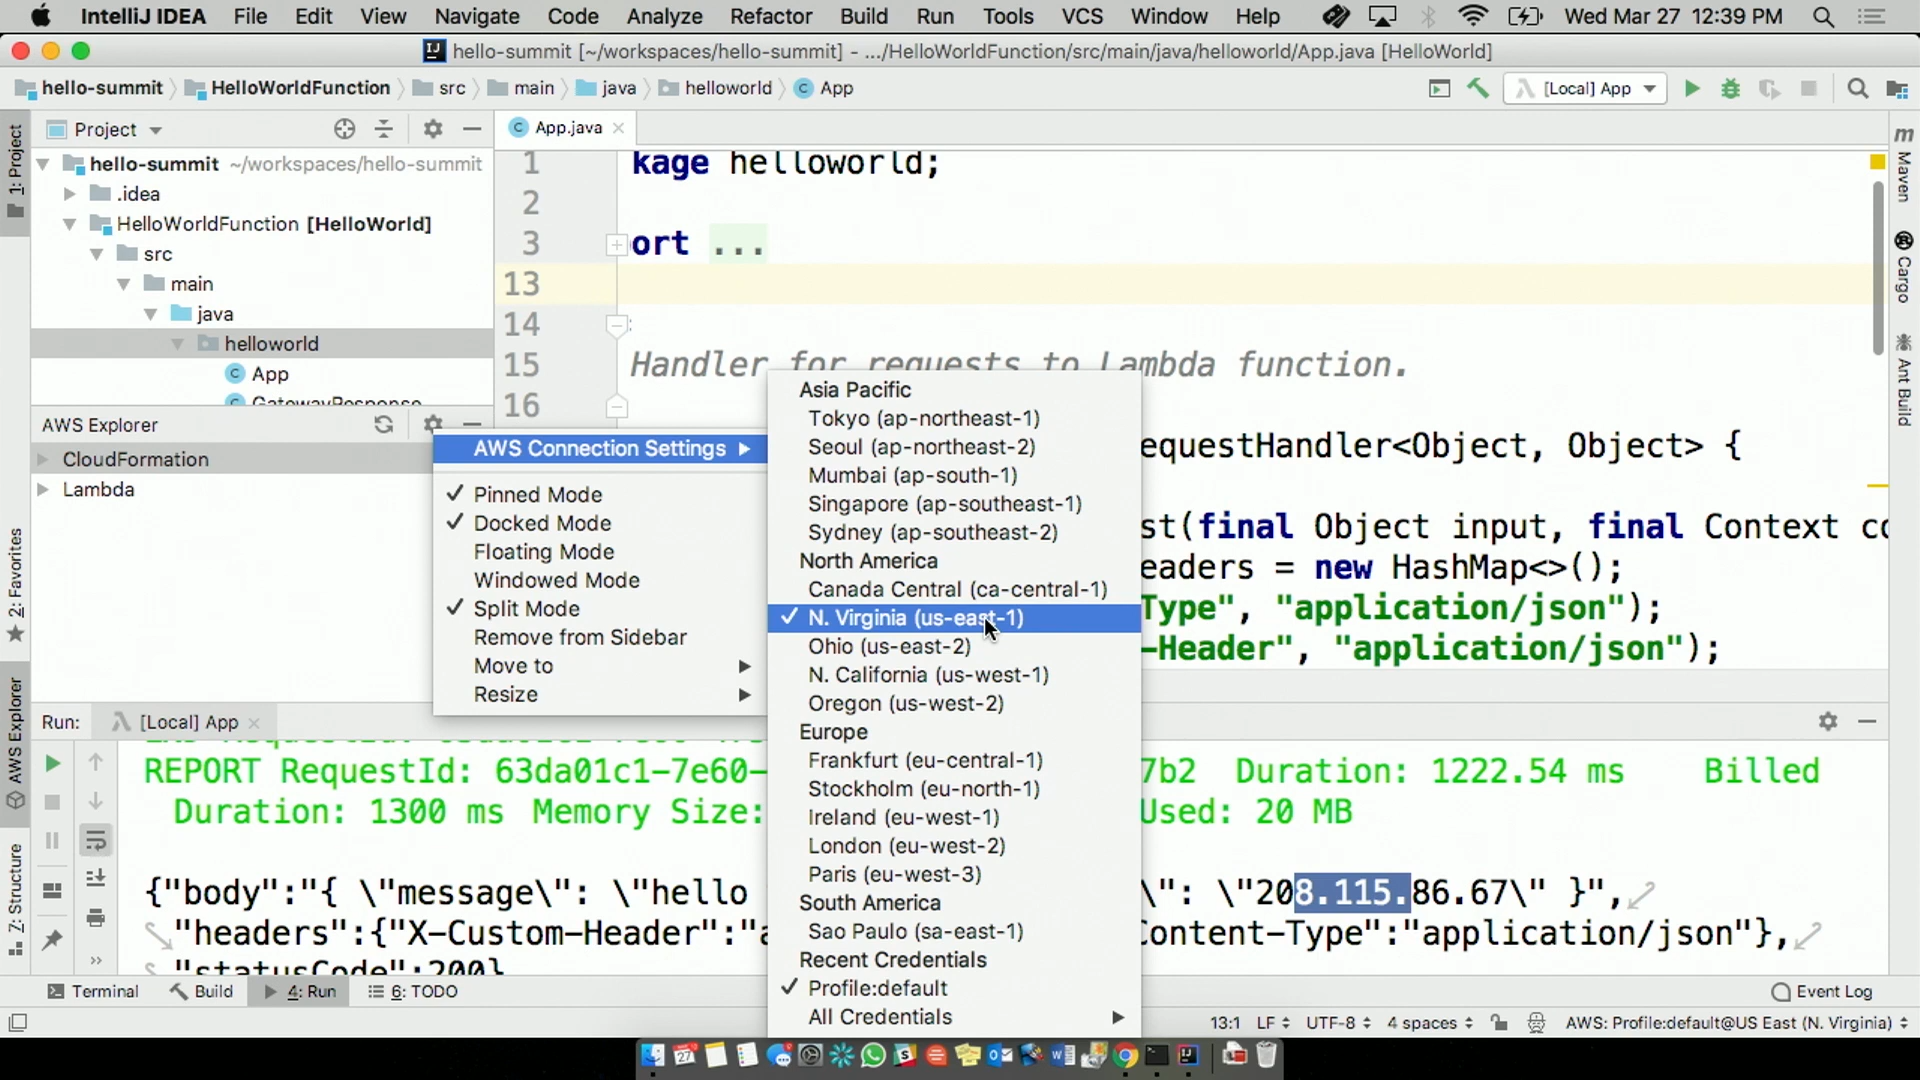 IntelliJ IDEA File Edit View Navigate Code Analyze Refactor Build Run Tools VCS Window Help Wed Mar 27 12:39 PM
hello-summit [~/workspaces/hello-summit] - .../HelloWorldFunction/src/main/java/helloworld/App.java [HelloWorld]
hello-summit HelloWorldFunction src main java helloworld App [Local] App
Project
App.java
1: Project
hello-summit ~/workspaces/hello-summit
.idea
HelloWorldFunction [HelloWorld]
src
main
java
helloworld
App
GatewayResponse
AWS Explorer
CloudFormation
Lambda
2: Favorites
AWS Explorer
7: Structure
1 kage helloworld;
2
3 ort ...
13
14
15 Handler for requests to Lambda function.
16
equestHandler<Object, Object> {
st(final Object input, final Context co
eaders = new HashMap<>();
Type", "application/json");
-Header", "application/json");
Maven
Cargo
Ant Build
AWS Connection Settings
Pinned Mode
Docked Mode
Floating Mode
Windowed Mode
Split Mode
Remove from Sidebar
Move to
Resize
Asia Pacific
Tokyo (ap-northeast-1)
Seoul (ap-northeast-2)
Mumbai (ap-south-1)
Singapore (ap-southeast-1)
Sydney (ap-southeast-2)
North America
Canada Central (ca-central-1)
N. Virginia (us-east-1)
Ohio (us-east-2)
N. California (us-west-1)
Oregon (us-west-2)
Europe
Frankfurt (eu-central-1)
Stockholm (eu-north-1)
Ireland (eu-west-1)
London (eu-west-2)
Paris (eu-west-3)
South America
Sao Paulo (sa-east-1)
Recent Credentials
Profile:default
All Credentials
Run: [Local] App
REPORT RequestId: 63da01c1-7e60- 7b2 Duration: 1222.54 ms Billed
Duration: 1300 ms Memory Size: Used: 20 MB
{"body":"{ \"message\": \"hello \": \"208.115.86.67\" }",
"headers":{"X-Custom-Header":"a Content-Type":"application/json"},
"statusCode":200}
Terminal Build 4: Run 6: TODO Event Log
13:1 LF UTF-8 4 spaces AWS: Profile:default@US East (N. Virginia)